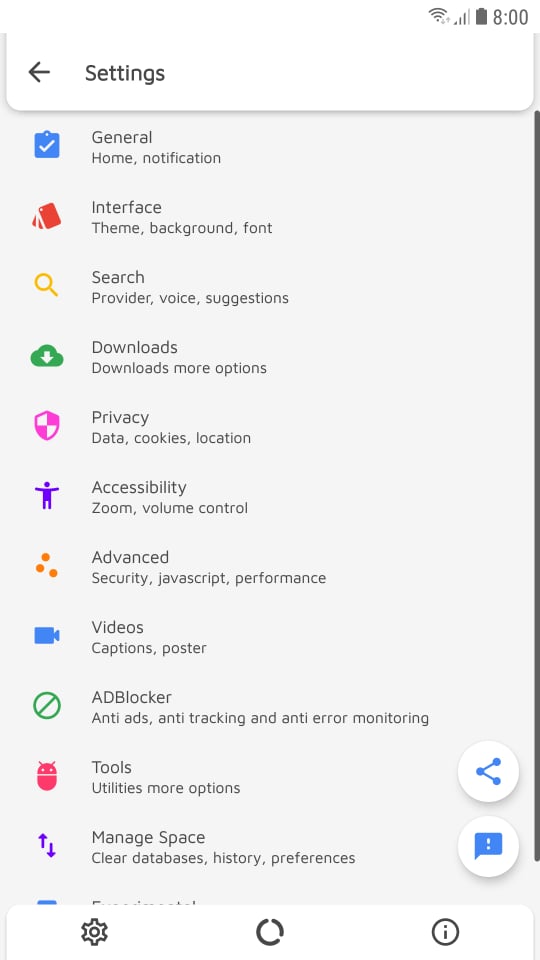 8:00
Settings
General
Home, notification
Interface
Theme, background, font
Search
Provider, voice, suggestions
Downloads
Downloads more options
Privacy
Data, cookies, location
Accessibility
Zoom, volume control
Advanced
Security, javascript, performance
Videos
Captions, poster
ADBlocker
Anti ads, anti tracking and anti error monitoring
Tools
Utilities more options
Manage Space
Clear databases, history, preferences